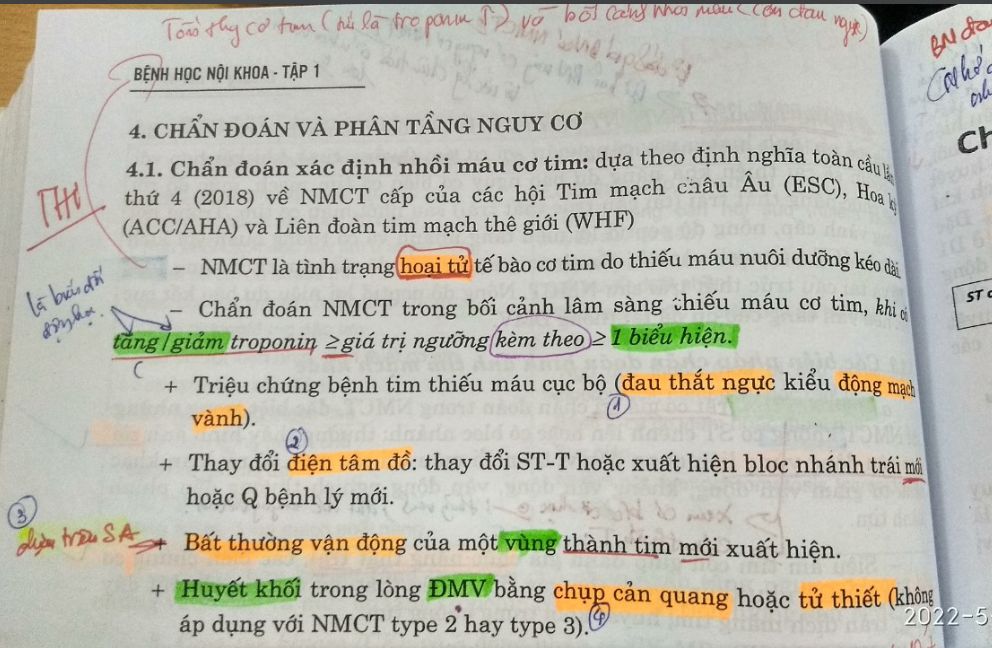 Tổn thg cơ tim (chỉ là troponin ↑) và bối cảnh nhồi máu (cơn đau ngực)
BN đau
BỆNH HỌC NỘI KHOA - TẬP 1
4. CHẨN ĐOÁN VÀ PHÂN TẦNG NGUY CƠ
4.1. Chẩn đoán xác định nhồi máu cơ tim: dựa theo định nghĩa toàn cầu lần
thứ 4 (2018) về NMCT cấp của các hội Tim mạch châu Âu (ESC), Hoa kỳ
(ACC/AHA) và Liên đoàn tim mạch thê giới (WHF)
TH1
– NMCT là tình trạng hoại tử tế bào cơ tim do thiếu máu nuôi dưỡng kéo dài
là biến đổi
động học.
– Chẩn đoán NMCT trong bối cảnh lâm sàng thiếu máu cơ tim, khi có
tăng/giảm troponin ≥ giá trị ngưỡng kèm theo ≥ 1 biểu hiện.
+ Triệu chứng bệnh tim thiếu máu cục bộ (đau thắt ngực kiểu động mạch
vành).
1
2
+ Thay đổi điện tâm đồ: thay đổi ST-T hoặc xuất hiện bloc nhánh trái mới
hoặc Q bệnh lý mới.
3
dựa trên SA
+ Bất thường vận động của một vùng thành tim mới xuất hiện.
+ Huyết khối trong lòng ĐMV bằng chụp cản quang hoặc tử thiết (không
áp dụng với NMCT type 2 hay type 3).
4
2022-5
Ch
ST